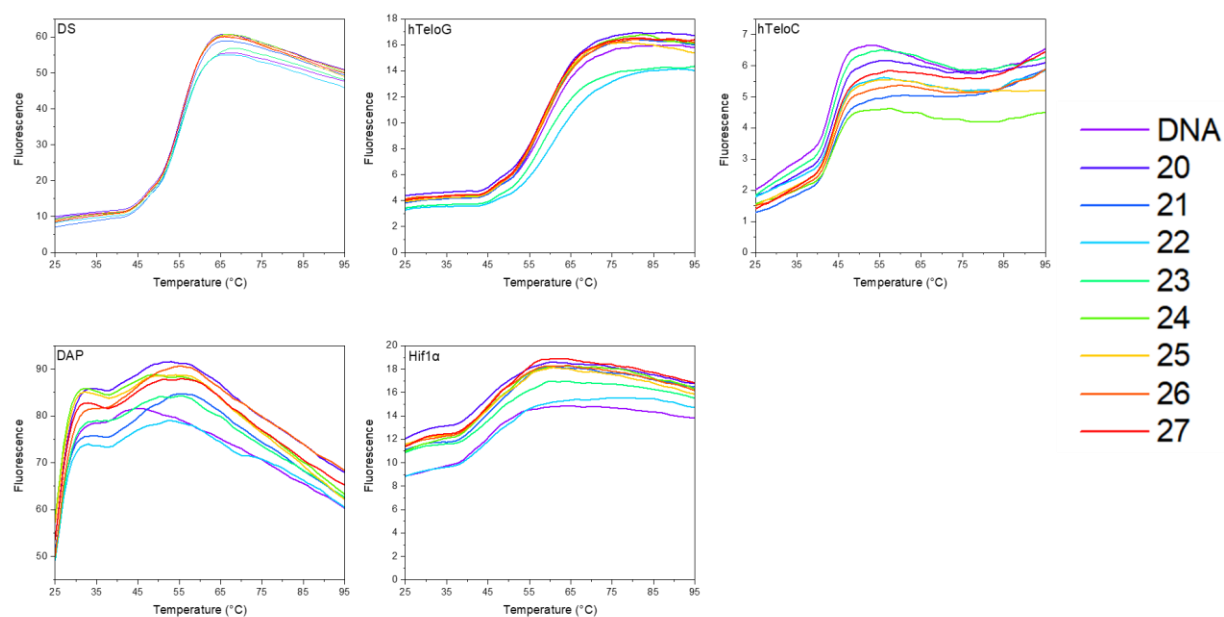 DS
Fluorescence
60
50
40
30
20
10
0
25 35 45 55 65 75 85 95
Temperature (°C)
hTeloG
Fluorescence
18
16
14
12
10
8
6
4
2
0
25 35 45 55 65 75 85 95
Temperature (°C)
hTeloC
Fluorescence
7
6
5
4
3
2
1
0
25 35 45 55 65 75 85 95
Temperature (°C)
DNA
20
21
22
23
24
25
26
27
DAP
Fluorescence
90
80
70
60
50
25 35 45 55 65 75 85 95
Temperature (°C)
Hif1α
Fluorescence
20
18
16
14
12
10
8
6
4
2
0
25 35 45 55 65 75 85 95
Temperature (°C)